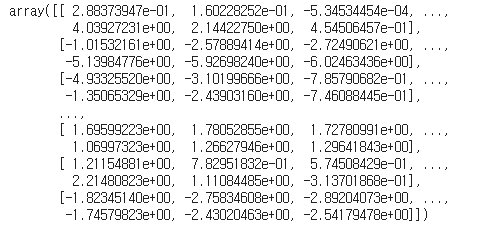 array([[ 2.88373947e-01,  1.60228252e-01, -5.34534454e-04, ...,
         4.03927231e+00,  2.14422750e+00,  4.54506457e-01],
       [-1.01532161e+00, -2.57889414e+00, -2.72490621e+00, ...,
        -5.13984776e+00, -5.92698240e+00, -6.02463436e+00],
       [-4.93325520e+00, -3.10199666e+00, -7.85790682e-01, ...,
        -1.35065329e+00, -2.43903160e+00, -7.46088445e-01],
       ...,
       [ 1.69599223e+00,  1.78052855e+00,  1.72780991e+00, ...,
         1.06997323e+00,  1.26627946e+00,  1.29641843e+00],
       [ 1.21154881e+00,  7.82951832e-01,  5.74508429e-01, ...,
         2.21480823e+00,  1.11084485e+00, -3.13701868e-01],
       [-1.82345140e+00, -2.75834608e+00, -2.89204073e+00, ...,
        -1.74579823e+00, -2.43020463e+00, -2.54179478e+00]])